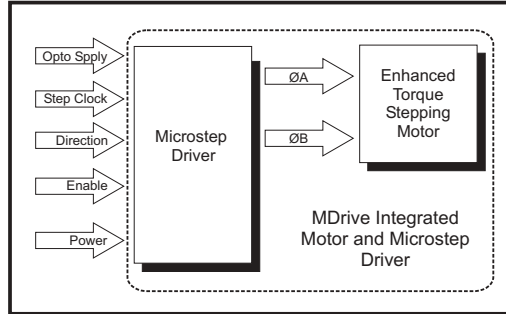 Opto Spply
Step Clock
Direction
Enable
Power
Microstep
Driver
ØA
ØB
Enhanced
Torque
Stepping
Motor
MDrive Integrated
Motor and Microstep
Driver